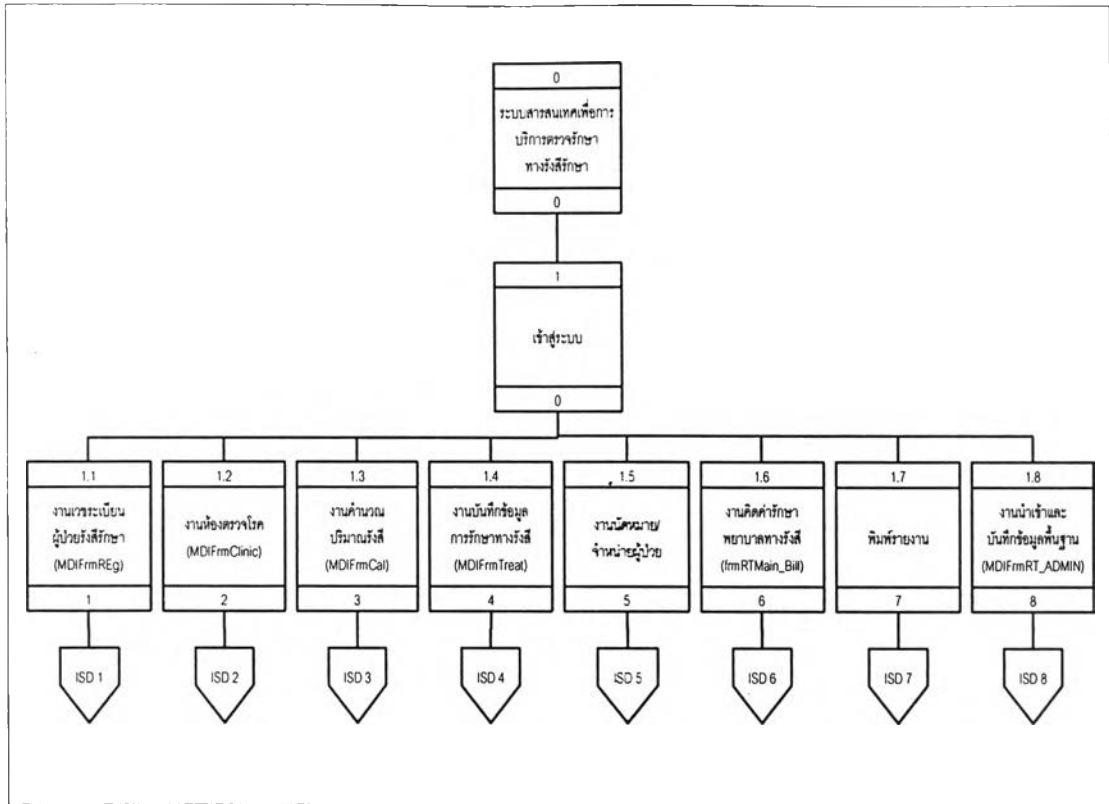 0
ระบบสารสนเทศเพื่อการ
บริการตรวจรักษา
ทางรังสีรักษา
0
1
เข้าสู่ระบบ
0
1.1
งานเวชระเบียน
ผู้ป่วยรังสีรักษา
(MDIFrmREg)
1
1.2
งานห้องตรวจโรค
(MDIFrmClinic)
2
1.3
งานคำนวณ
ปริมาณรังสี
(MDIFrmCal)
3
1.4
งานบันทึกข้อมูล
การรักษาทางรังสี
(MDIFrmTreat)
4
1.5
งานนัดหมาย/
จำหน่ายผู้ป่วย
5
1.6
งานคิดค่ารักษา
พยาบาลทางรังสี
(frmRTMain_Bill)
6
1.7
พิมพ์รายงาน
7
1.8
งานนำเข้าและ
บันทึกข้อมูลพื้นฐาน
(MDIFrmRT_ADMIN)
8
ISD 1
ISD 2
ISD 3
ISD 4
ISD 5
ISD 6
ISD 7
ISD 8